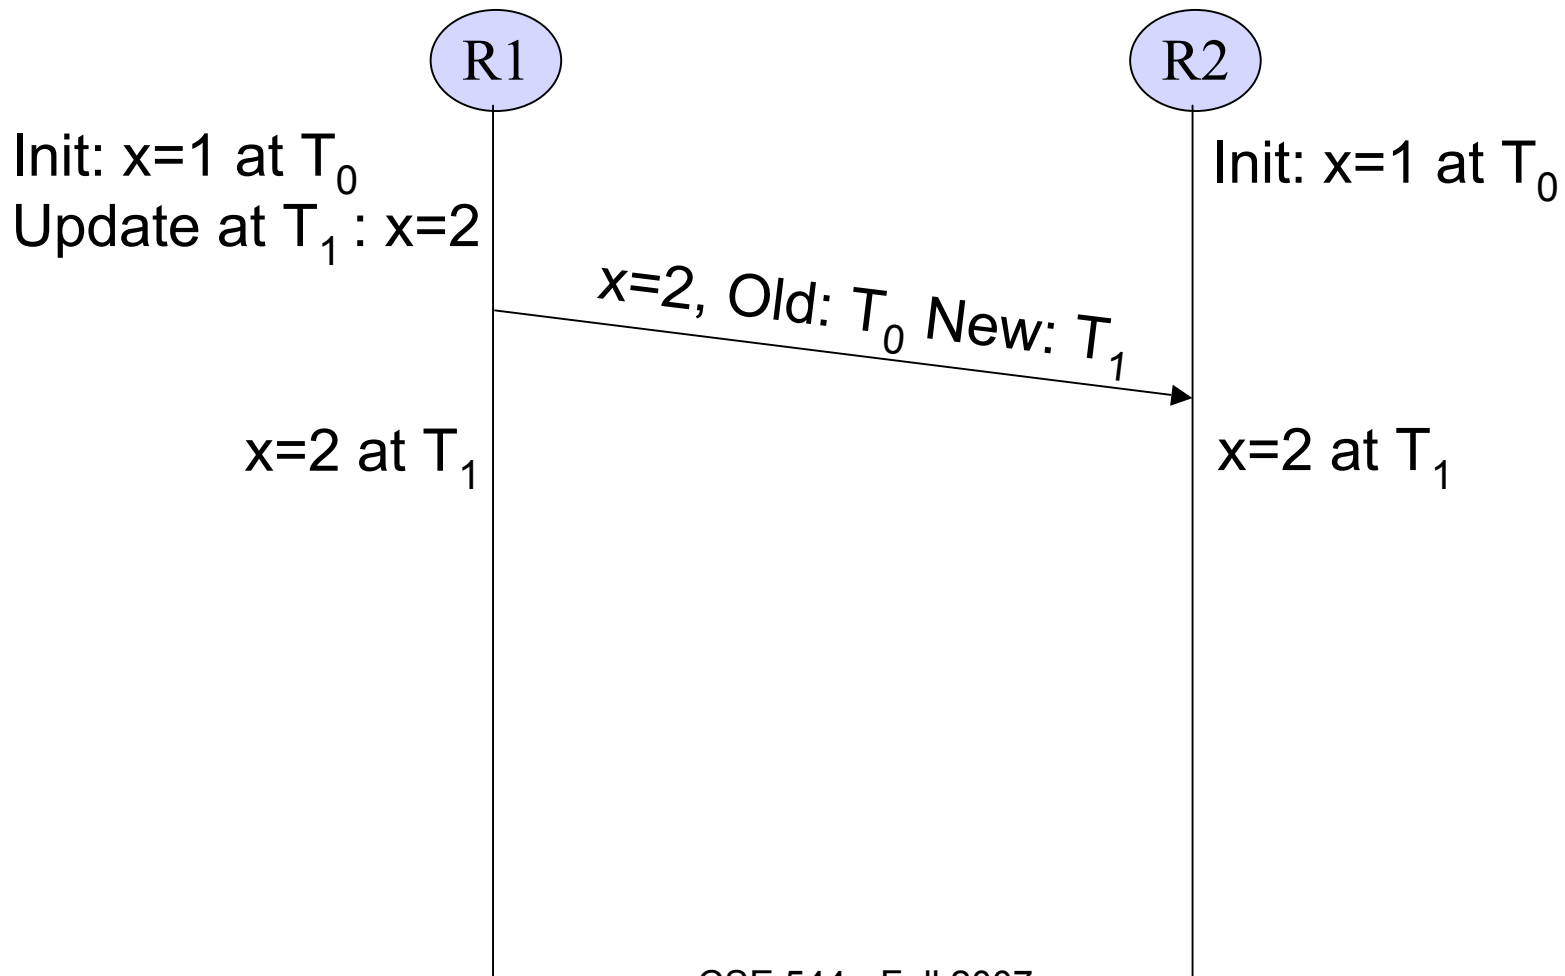 R1
R2
Init: x=1 at T0
Init: x=1 at T0
Update at T1 : x=2
x=2, Old: T0 New: T1
x=2 at T1
x=2 at T1